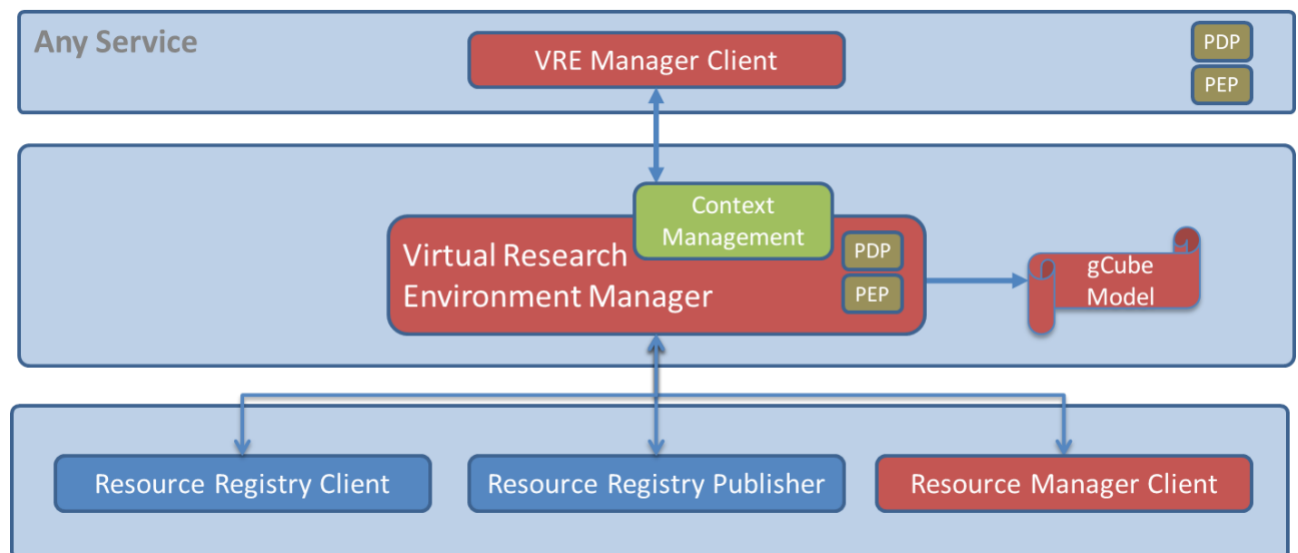 Any Service
VRE Manager Client
PDP
PEP
Context
Management
Virtual Research
Environment Manager
PDP
PEP
gCube
Model
Resource Registry Client
Resource Registry Publisher
Resource Manager Client